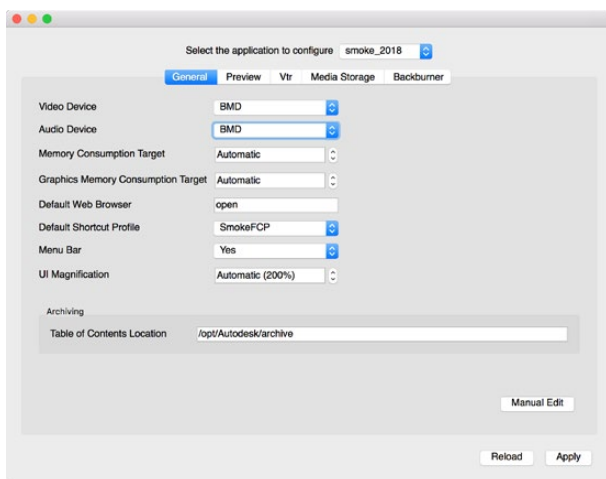 Select the application to configure smoke_2018
General Preview Vtr Media Storage Backburner
Video Device BMD
Audio Device BMD
Memory Consumption Target Automatic
Graphics Memory Consumption Target Automatic
Default Web Browser open
Default Shortcut Profile SmokeFCP
Menu Bar Yes
UI Magnification Automatic (200%)
Archiving
Table of Contents Location /opt/Autodesk/archive
Manual Edit
Reload Apply